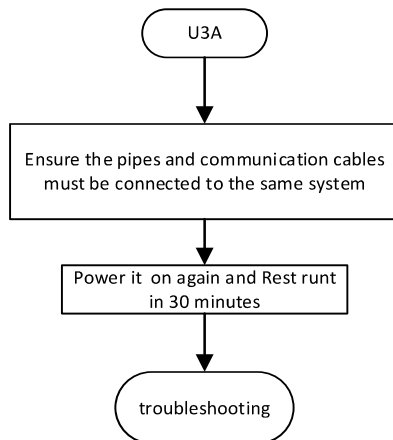 U3A
Ensure the pipes and communication cables
must be connected to the same system
Power it on again and Rest runt
in 30 minutes
troubleshooting